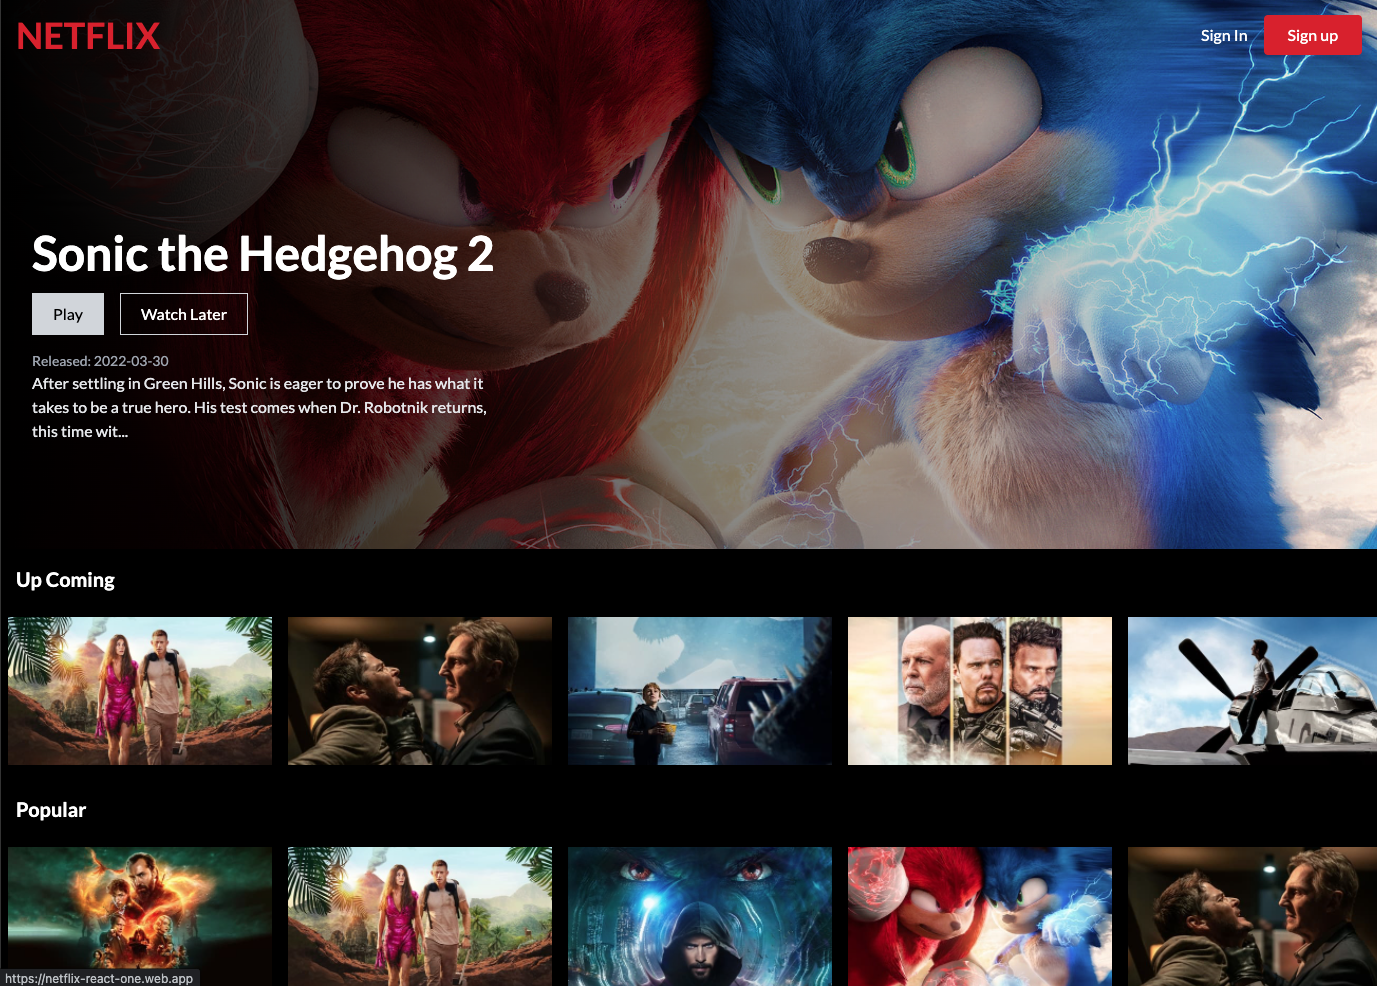 NETFLIX
Sign In
Sign up
Sonic the Hedgehog 2
Play
Watch Later
Released: 2022-03-30
After settling in Green Hills, Sonic is eager to prove he has what it
takes to be a true hero. His test comes when Dr. Robotnik returns,
this time wit...
Up Coming
Popular
https://netflix-react-one.web.app